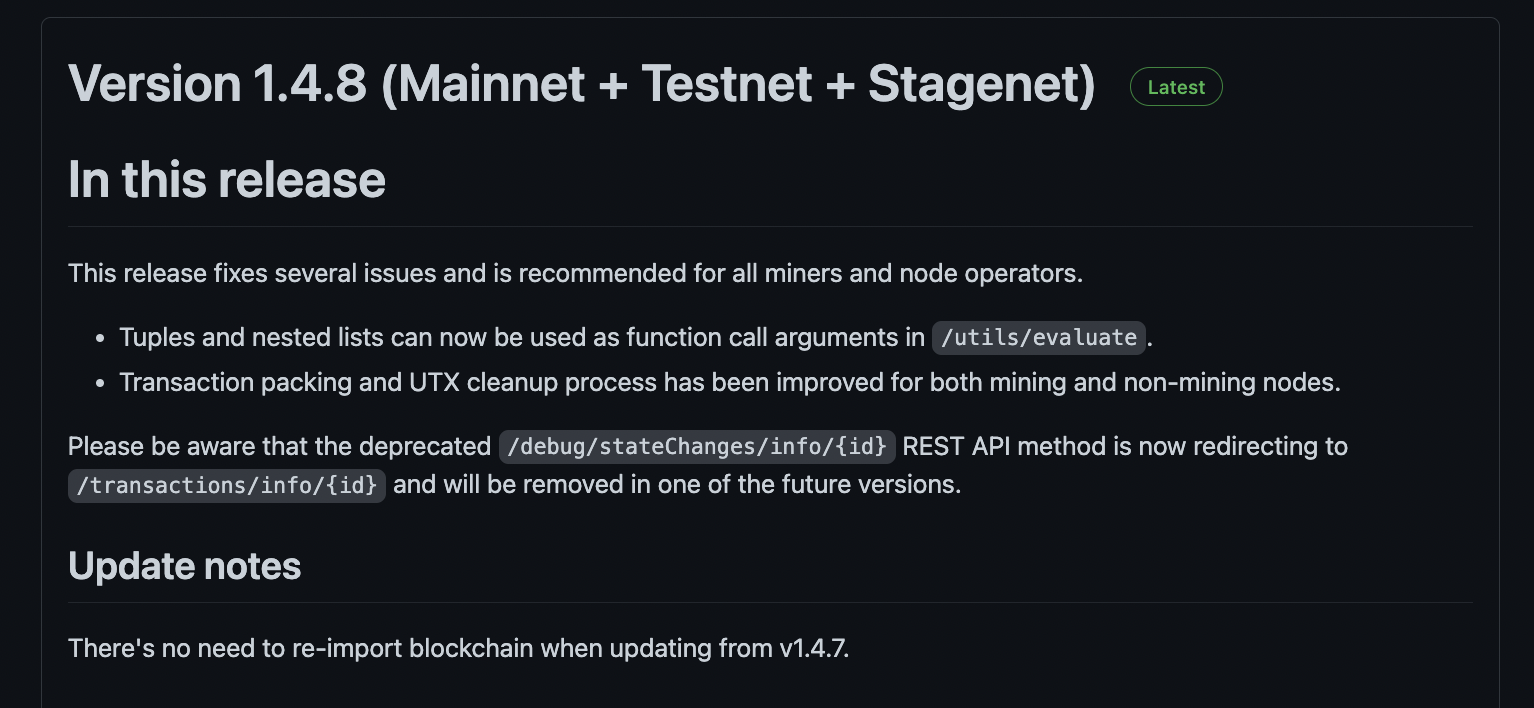 Version 1.4.8 (Mainnet + Testnet + Stagenet) Latest
In this release
This release fixes several issues and is recommended for all miners and node operators.
• Tuples and nested lists can now be used as function call arguments in /utils/evaluate.
• Transaction packing and UTX cleanup process has been improved for both mining and non-mining nodes.
Please be aware that the deprecated /debug/stateChanges/info/{id} REST API method is now redirecting to
/transactions/info/{id} and will be removed in one of the future versions.
Update notes
There's no need to re-import blockchain when updating from v1.4.7.